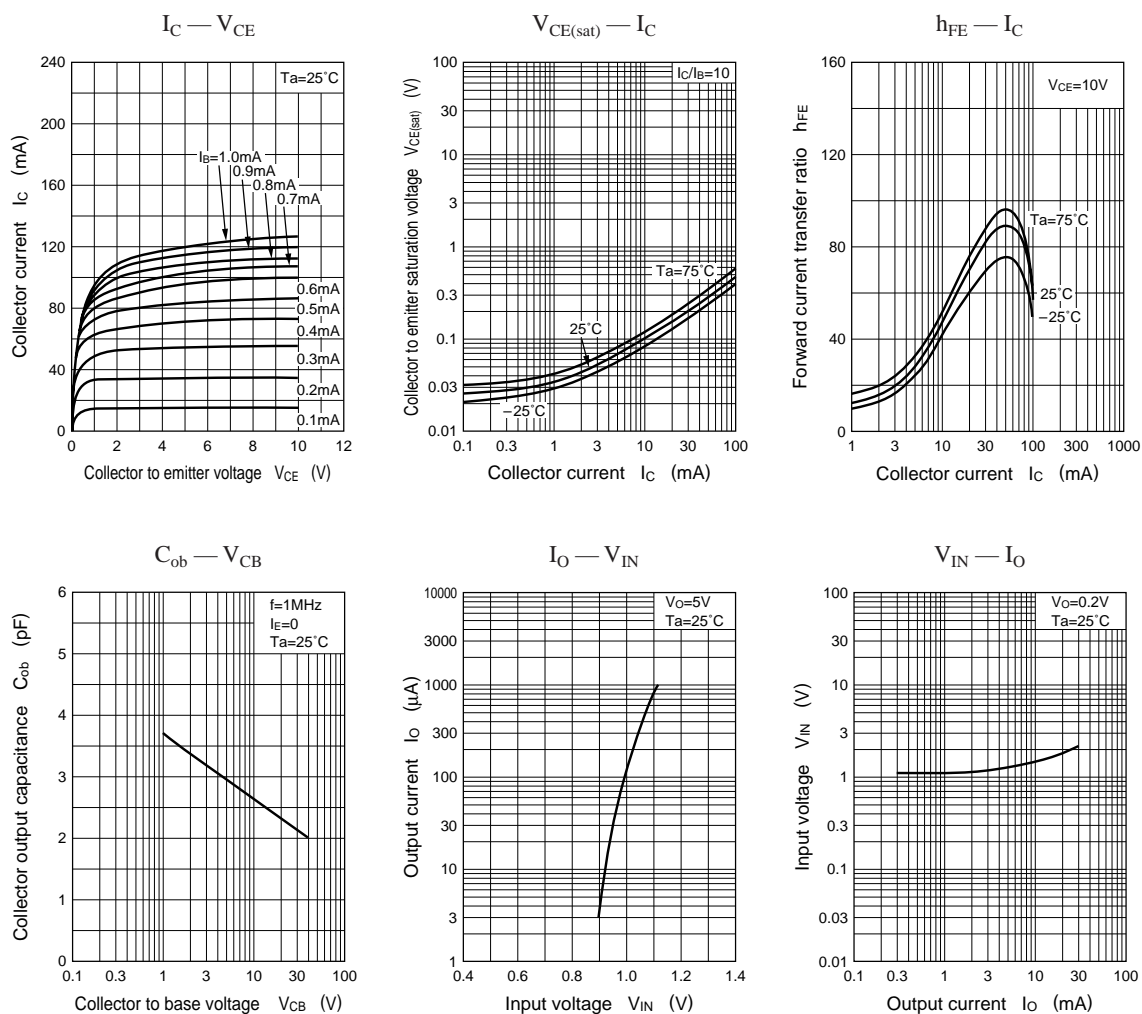 I_C — V_CE
240
200
160
120
80
40
0
0 2 4 6 8 10 12
Ta=25˚C
I_B=1.0mA
0.9mA
0.8mA
0.7mA
0.6mA
0.5mA
0.4mA
0.3mA
0.2mA
0.1mA
Collector current I_C (mA)
Collector to emitter voltage V_CE (V)
V_CE(sat) — I_C
100
30
10
3
1
0.3
0.1
0.03
0.01
0.1 0.3 1 3 10 30 100
I_C/I_B=10
Ta=75˚C
25˚C
–25˚C
Collector to emitter saturation voltage V_CE(sat) (V)
Collector current I_C (mA)
h_FE — I_C
160
120
80
40
0
1 3 10 30 100 300 1000
V_CE=10V
Ta=75˚C
25˚C
–25˚C
Forward current transfer ratio h_FE
Collector current I_C (mA)
C_ob — V_CB
6
5
4
3
2
1
0
0.1 0.3 1 3 10 30 100
f=1MHz
I_E=0
Ta=25˚C
Collector output capacitance C_ob (pF)
Collector to base voltage V_CB (V)
I_O — V_IN
10000
3000
1000
300
100
30
10
3
1
0.4 0.6 0.8 1.0 1.2 1.4
V_O=5V
Ta=25˚C
Output current I_O (µA)
Input voltage V_IN (V)
V_IN — I_O
100
30
10
3
1
0.3
0.1
0.03
0.01
0.1 0.3 1 3 10 30 100
V_O=0.2V
Ta=25˚C
Input voltage V_IN (V)
Output current I_O (mA)